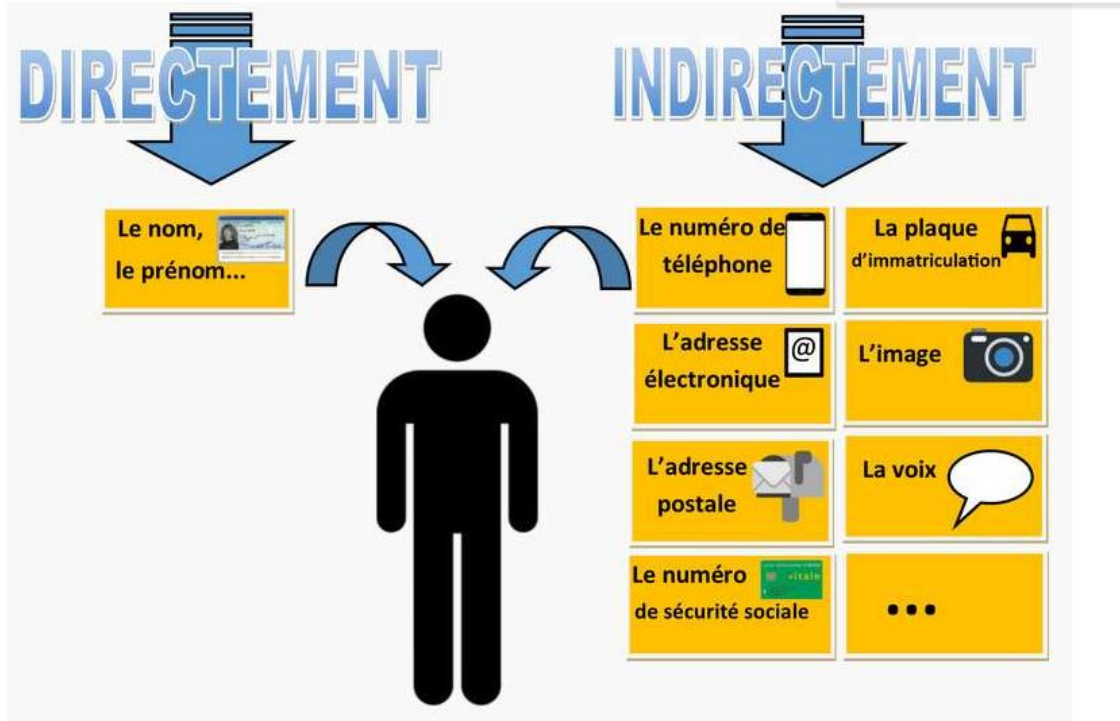 DIRECTEMENT
Le nom,
le prénom...
INDIRECTEMENT
Le numéro de
téléphone
La plaque
d'immatriculation
L'adresse
électronique
@
L'image
L'adresse
postale
La voix
Le numéro
de sécurité sociale
vitale
...